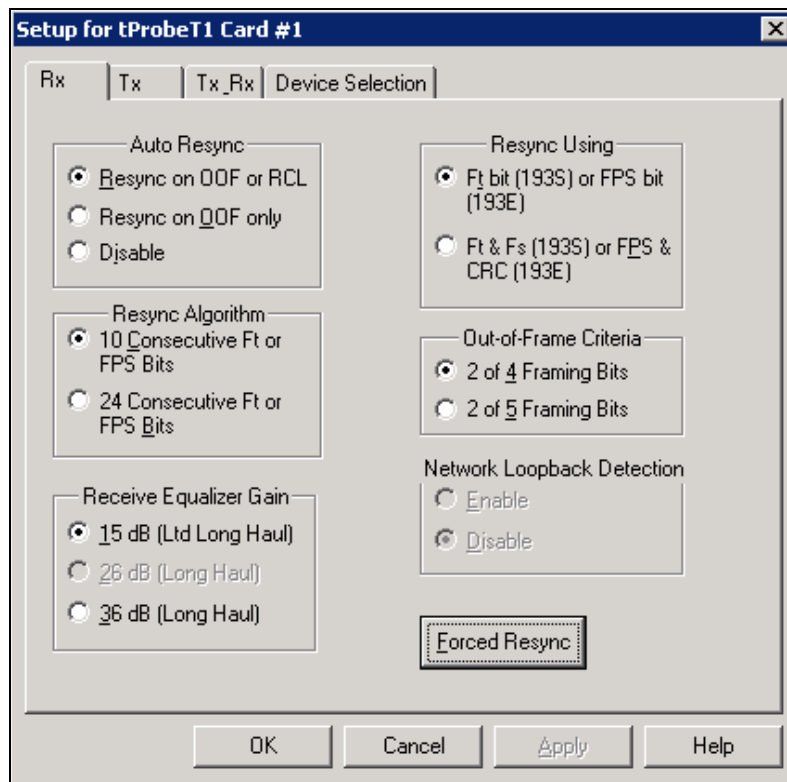 Setup for tProbeT1 Card #1
Rx
Tx
Tx_Rx
Device Selection
Auto Resync
Resync on OOF or RCL
Resync on OOF only
Disable
Resync Algorithm
10 Consecutive Ft or
FPS Bits
24 Consecutive Ft or
FPS Bits
Receive Equalizer Gain
15 dB (Ltd Long Haul)
26 dB (Long Haul)
36 dB (Long Haul)
Resync Using
Ft bit (193S) or FPS bit
(193E)
Ft & Fs (193S) or FPS &
CRC (193E)
Out-of-Frame Criteria
2 of 4 Framing Bits
2 of 5 Framing Bits
Network Loopback Detection
Enable
Disable
Forced Resync
OK
Cancel
Apply
Help